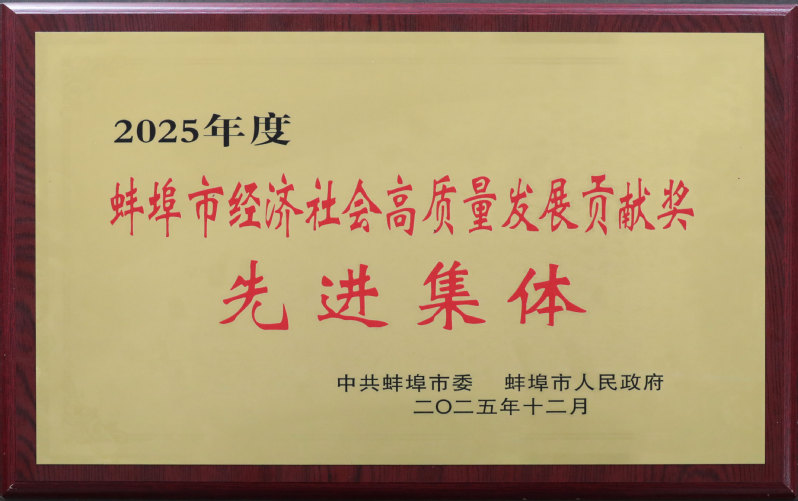 2025年度
蚌埠市经济社会高质量发展贡献奖
先进集体
中共蚌埠市委 蚌埠市人民政府
二〇二五年十二月